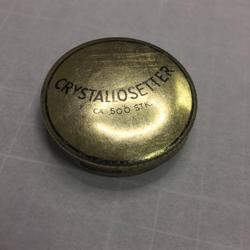 CRYSTALLOSETTER
F. CA. 500 STK.